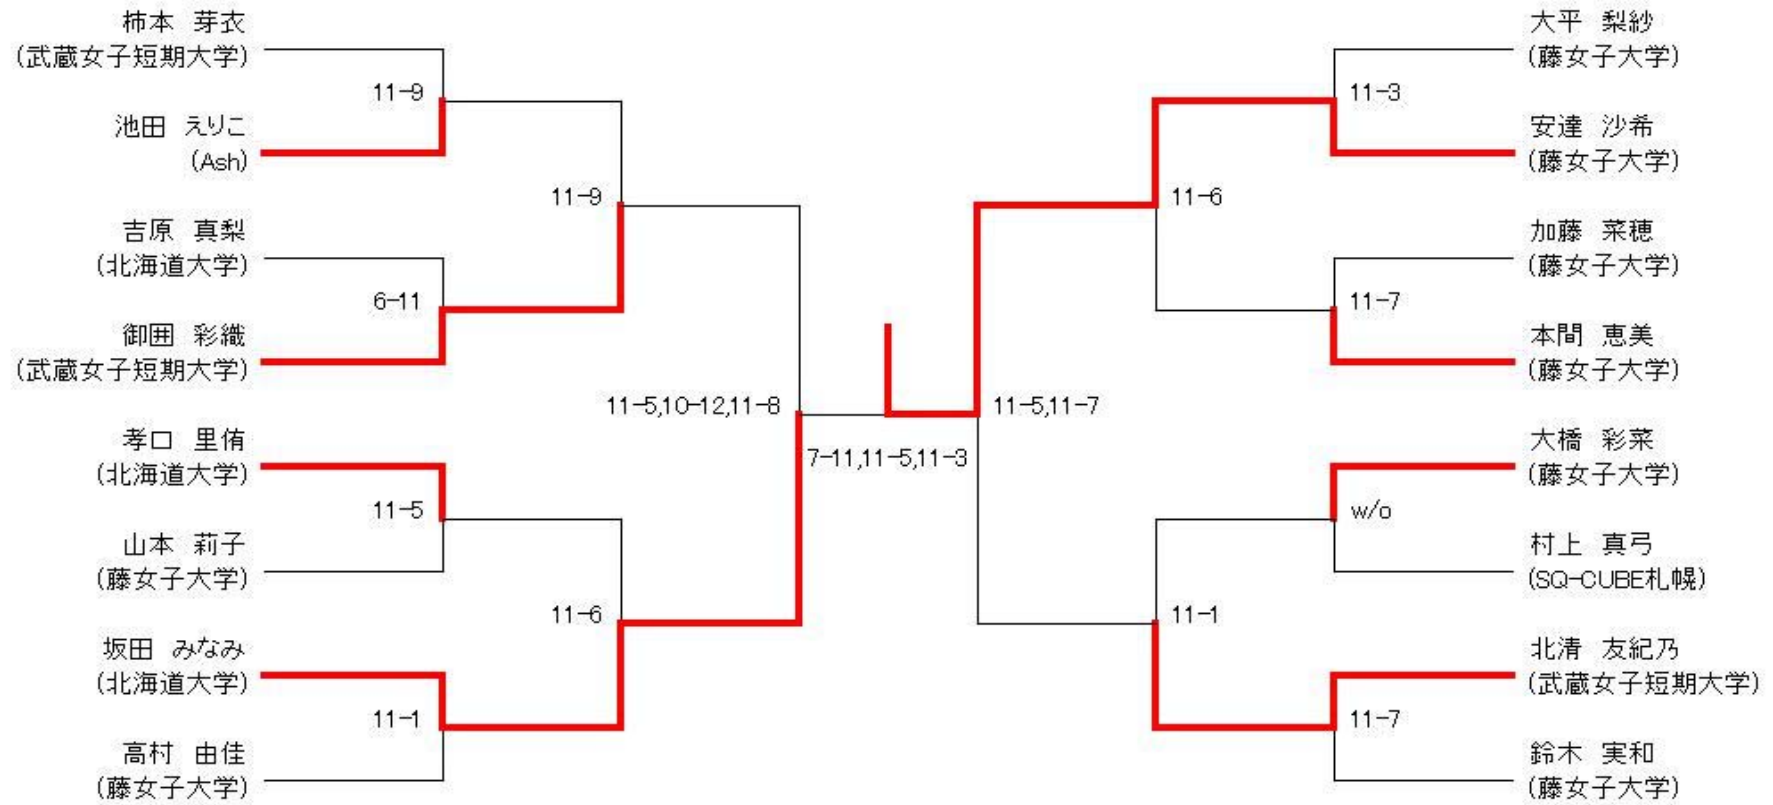 柿本 芽衣
(武蔵女子短期大学)
11-9
池田 えりこ
(Ash)
11-9
吉原 真梨
(北海道大学)
6-11
御囲 彩織
(武蔵女子短期大学)
11-5,10-12,11-8
孝口 里侑
(北海道大学)
11-5
山本 莉子
(藤女子大学)
11-6
坂田 みなみ
(北海道大学)
11-1
高村 由佳
(藤女子大学)
7-11,11-5,11-3
大平 梨紗
(藤女子大学)
11-3
安達 沙希
(藤女子大学)
11-6
加藤 菜穂
(藤女子大学)
11-7
本間 恵美
(藤女子大学)
11-5,11-7
大橋 彩菜
(藤女子大学)
w/o
村上 真弓
(SQ-CUBE札幌)
11-1
北清 友紀乃
(武蔵女子短期大学)
11-7
鈴木 実和
(藤女子大学)